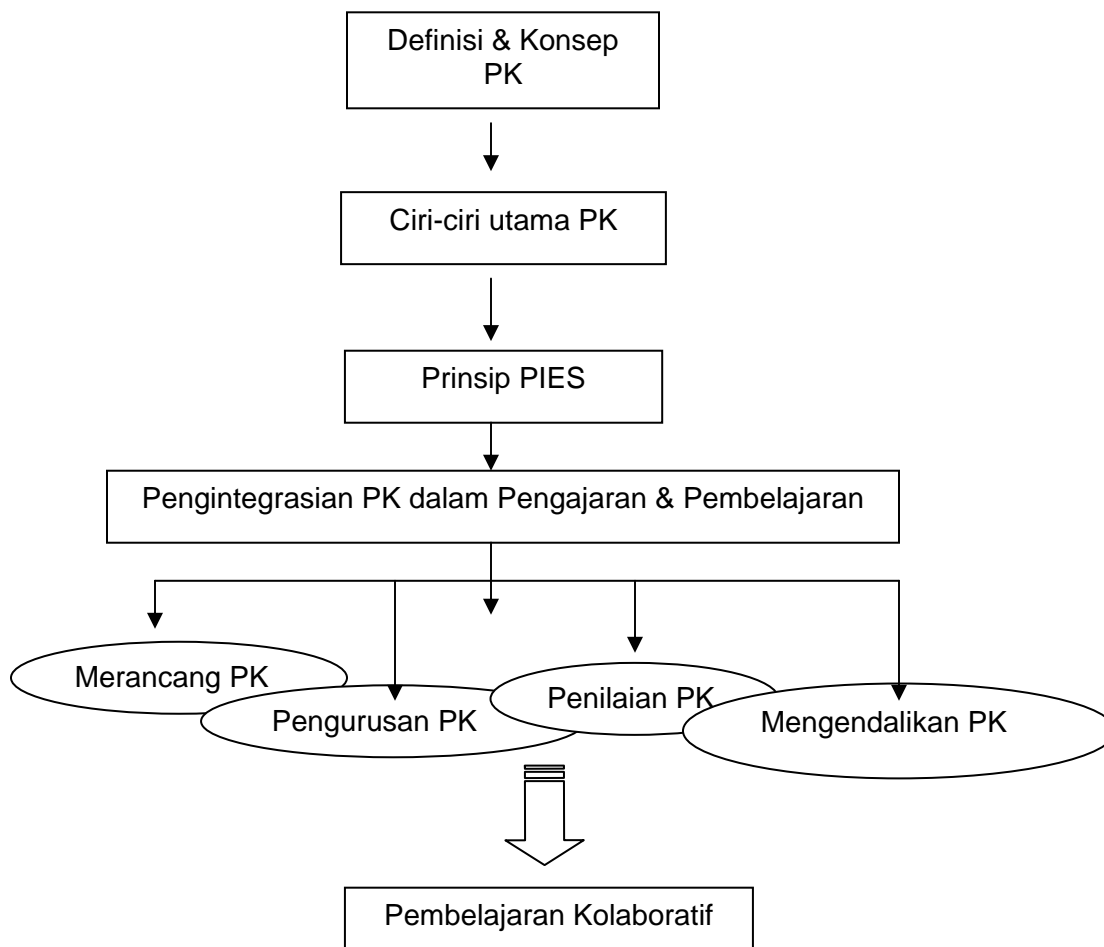 Definisi & Konsep
PK
Ciri-ciri utama PK
Prinsip PIES
Pengintegrasian PK dalam Pengajaran & Pembelajaran
Merancang PK
Pengurusan PK
Penilaian PK
Mengendalikan PK
Pembelajaran Kolaboratif